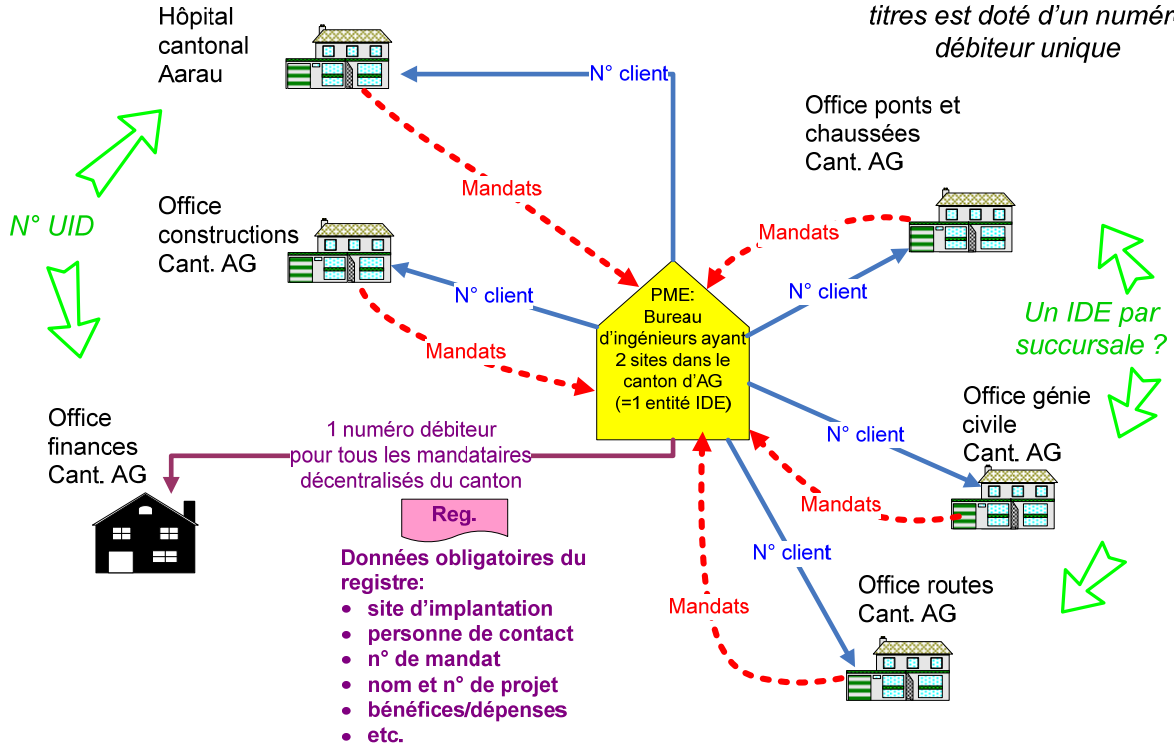 Hôpital
cantonal
Aarau
titres est doté d'un numér
débiteur unique
N° client
Office ponts et
chaussées
Cant. AG
Mandats
N° UID
Office
constructions
Cant. AG
Mandats
N° client
N° client
PME:
Bureau
d'ingénieurs ayant
2 sites dans le
canton d'AG
(=1 entité IDE)
Un IDE par
succursale ?
Mandats
Office génie
civile
Cant. AG
Office
finances
Cant. AG
1 numéro débiteur
pour tous les mandataires
décentralisés du canton
N° client
Reg.
Mandats
Données obligatoires du
registre:
• site d'implantation
• personne de contact
• n° de mandat
• nom et n° de projet
• bénéfices/dépenses
• etc.
N° client
Mandats
Office routes
Cant. AG